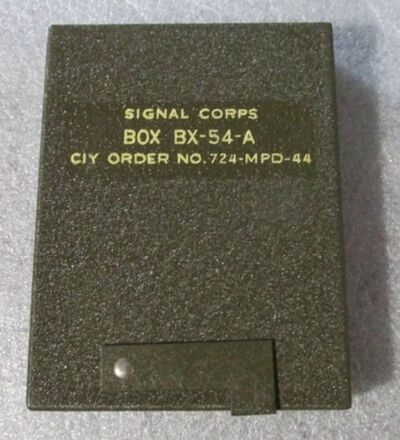 SIGNAL CORPS
BOX BX-54-A
CIY ORDER NO. 724-MPD-44